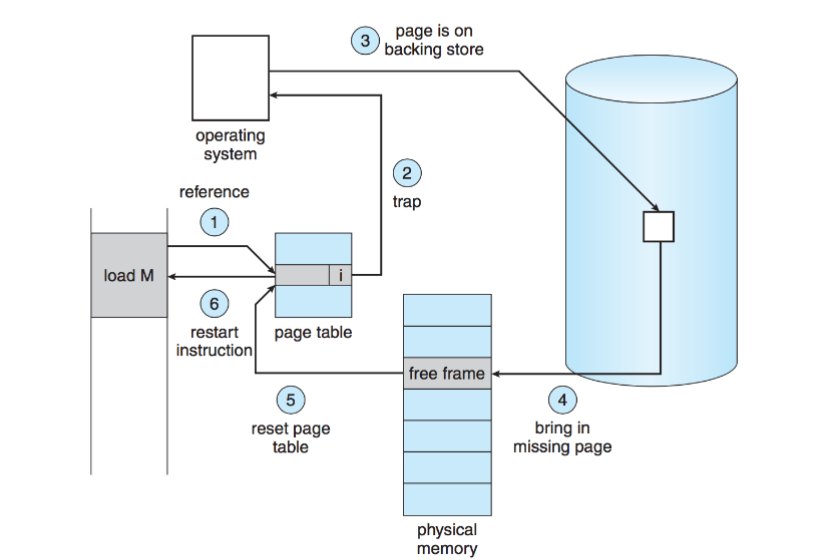 3
page is on
backing store
operating
system
2
trap
reference
1
load M
i
6
restart
instruction
page table
free frame
5
reset page
table
4
bring in
missing page
physical
memory